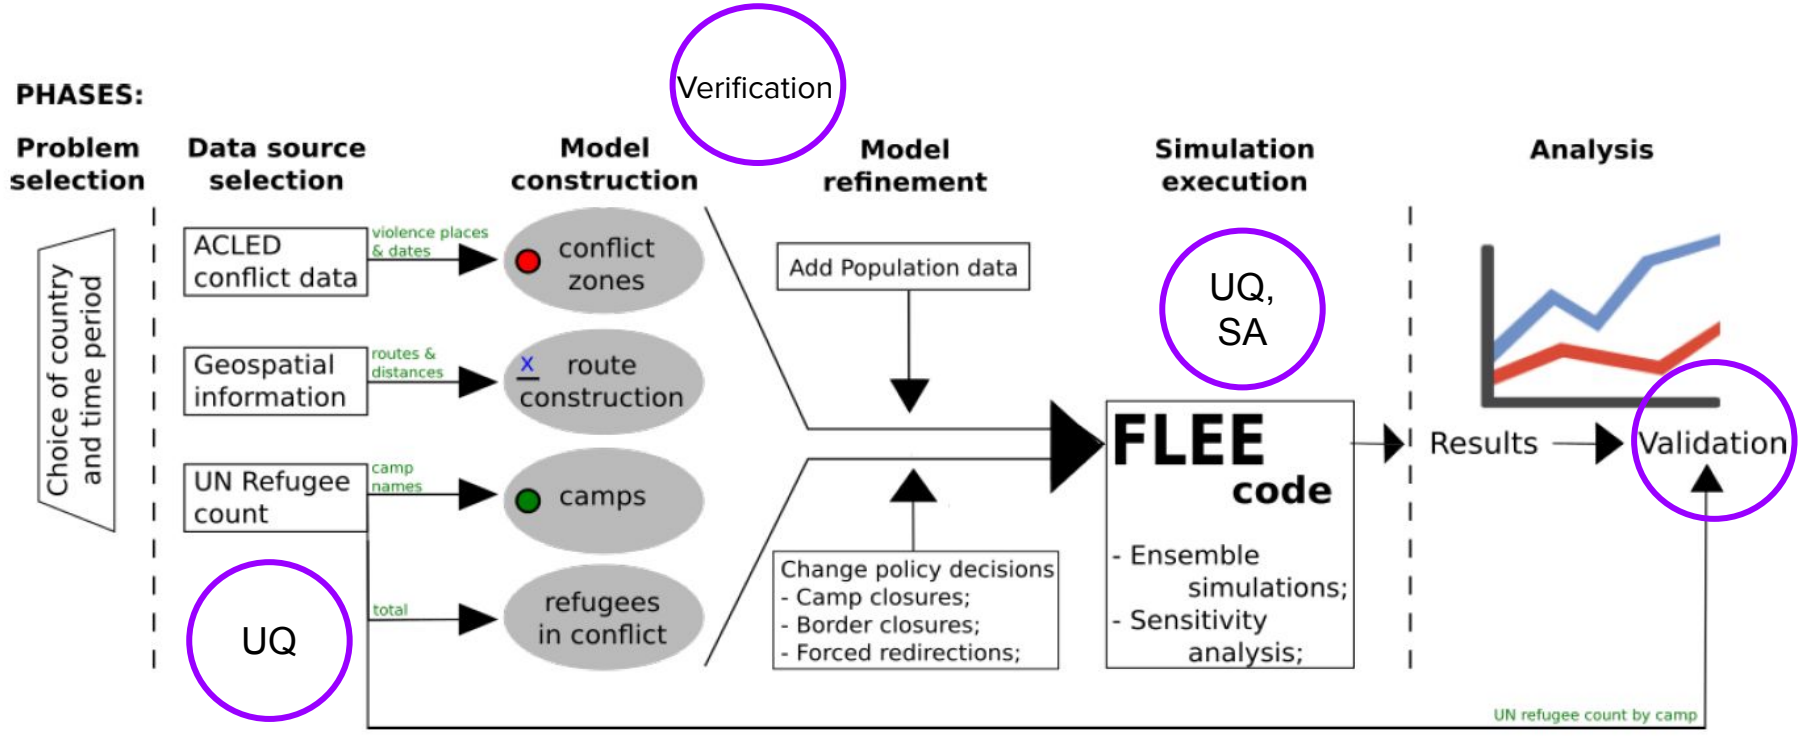 Verification
PHASES:
Problem
selection
Data source
selection
Model
construction
Model
refinement
Simulation
execution
Analysis
Choice of country
and time period
ACLED
conflict data
violence places
& dates
conflict
zones
Geospatial
information
routes &
distances
x
route
construction
UN Refugee
count
camp
names
camps
total
refugees
in conflict
UQ
Add Population data
Change policy decisions
- Camp closures;
- Border closures;
- Forced redirections;
UQ,
SA
FLEE
code
- Ensemble
simulations;
- Sensitivity
analysis;
Results
Validation
UN refugee count by camp